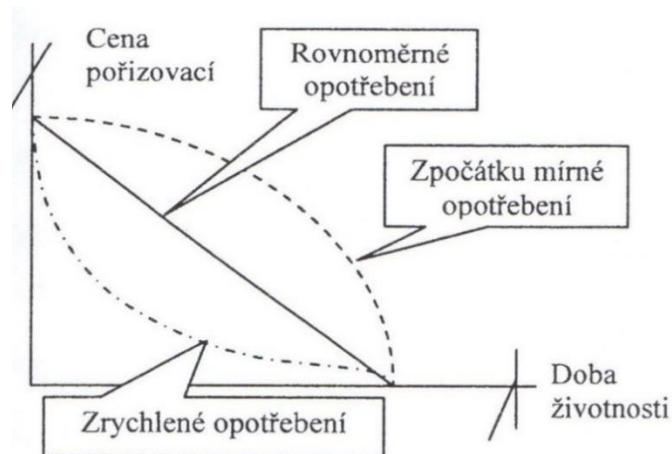 Cena
pořizovací
Rovnoměrné
opotřebení
Zpočátku mírné
opotřebení
Doba
životnosti
Zrychlené opotřebení